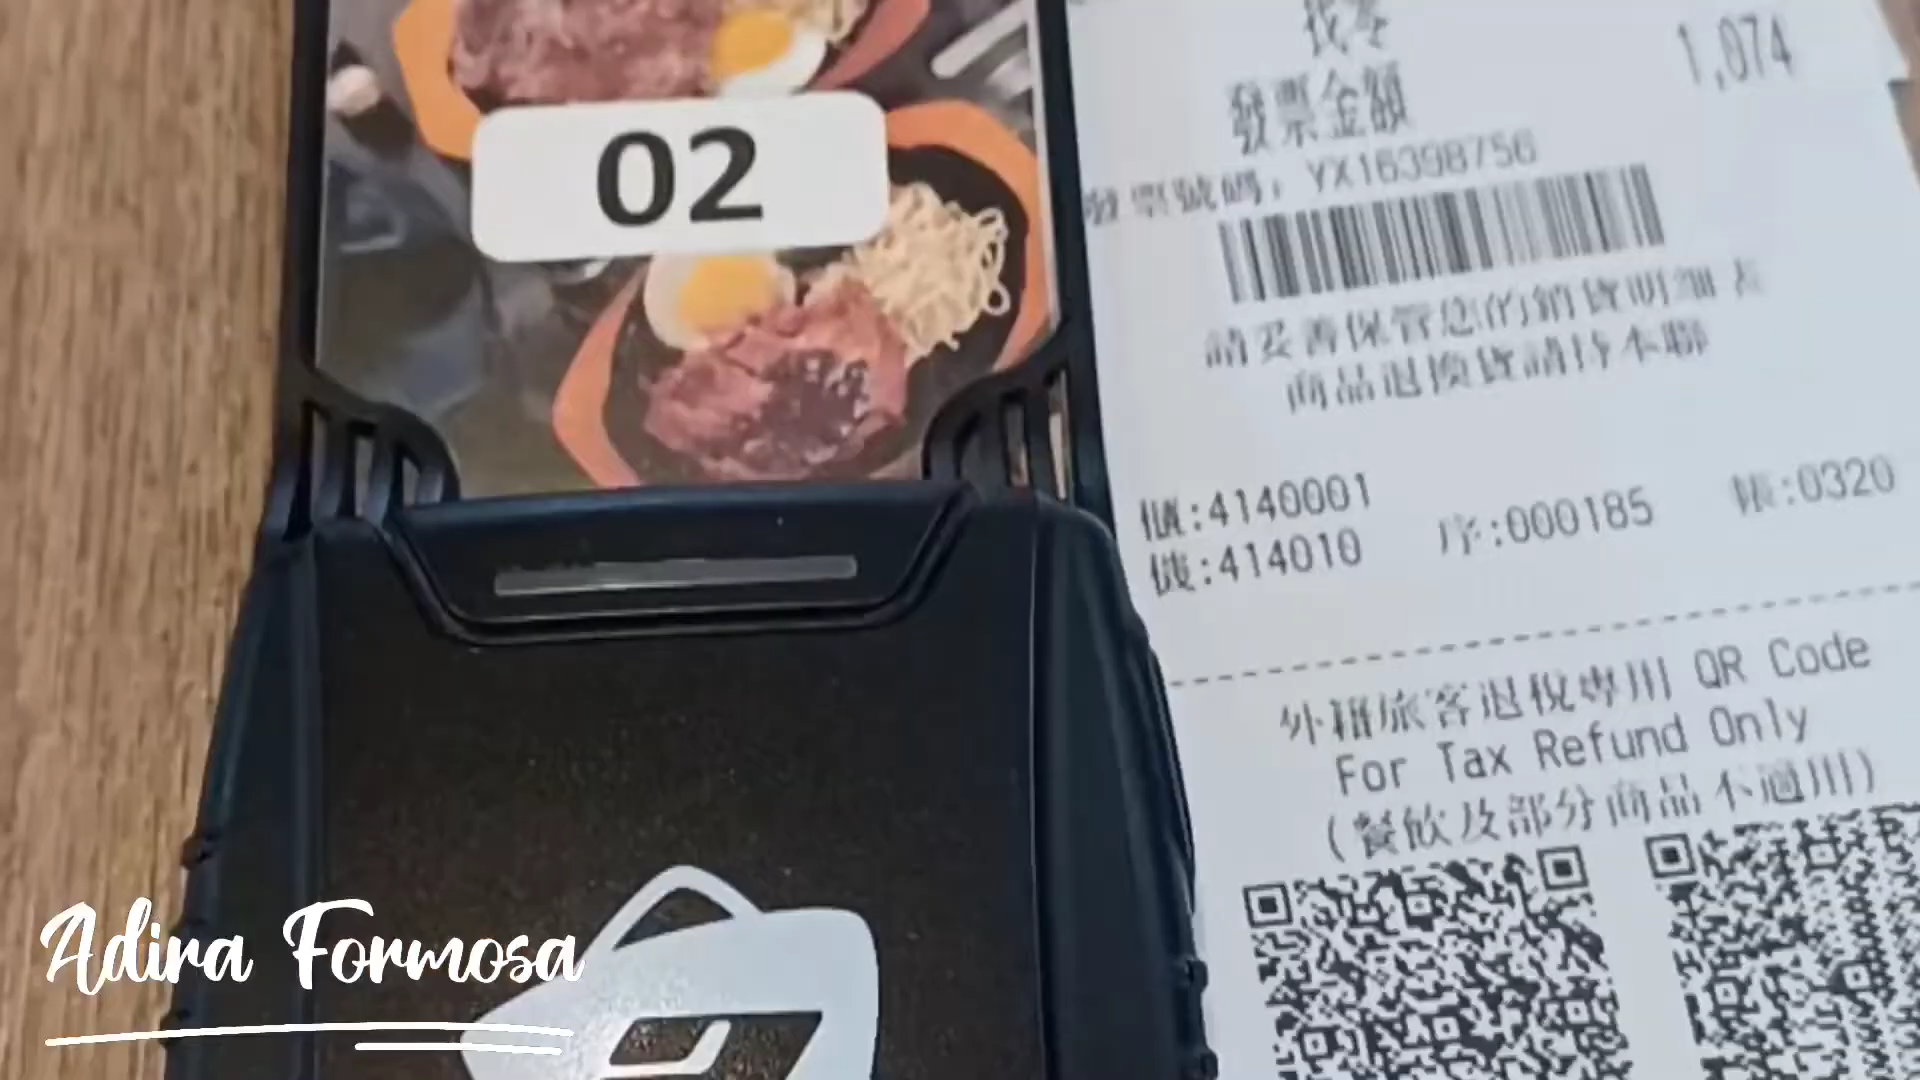 02
找零
1,074
發票金額
發票號碼: YX16398756
請妥善保管您的銷貨明細表
商品退換貨請持本聯
櫃:4140001
機:414010 序:000185 帳:0320
外籍旅客退稅專用 QR Code
For Tax Refund Only
(餐飲及部分商品不適用)
Adira Formosa